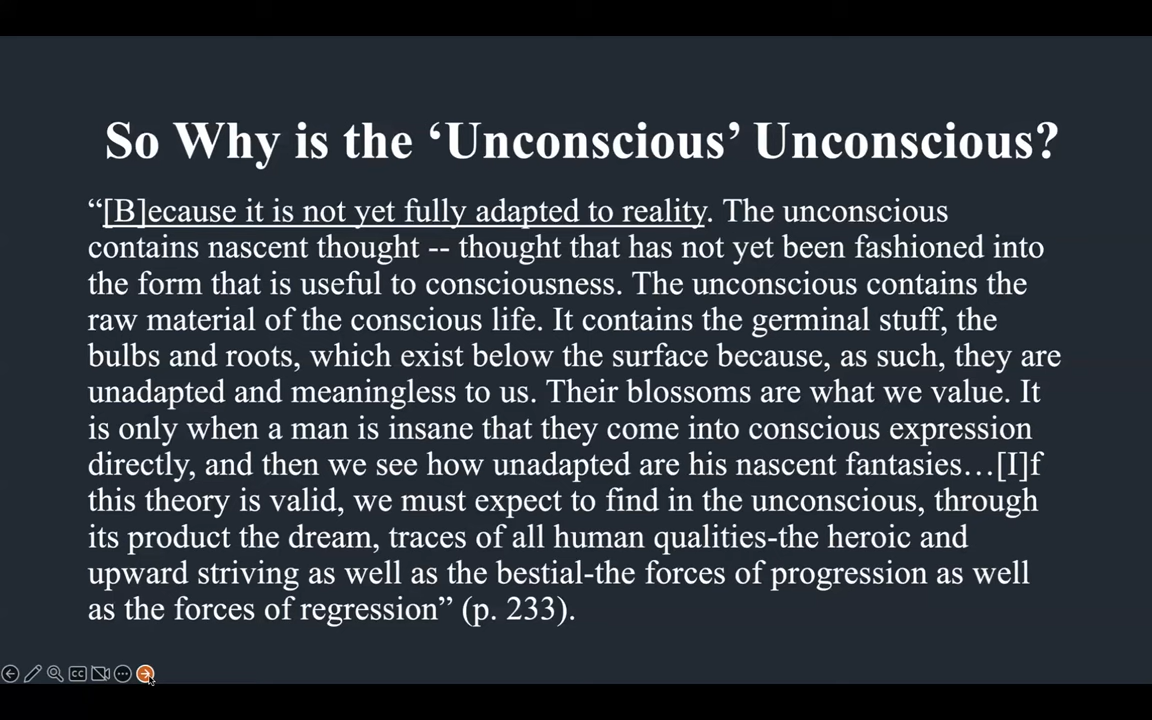 So Why is the ‘Unconscious’ Unconscious?
“[B]ecause it is not yet fully adapted to reality. The unconscious
contains nascent thought -- thought that has not yet been fashioned into
the form that is useful to consciousness. The unconscious contains the
raw material of the conscious life. It contains the germinal stuff, the
bulbs and roots, which exist below the surface because, as such, they are
unadapted and meaningless to us. Their blossoms are what we value. It
is only when a man is insane that they come into conscious expression
directly, and then we see how unadapted are his nascent fantasies…[I]f
this theory is valid, we must expect to find in the unconscious, through
its product the dream, traces of all human qualities-the heroic and
upward striving as well as the bestial-the forces of progression as well
as the forces of regression” (p. 233).
CC